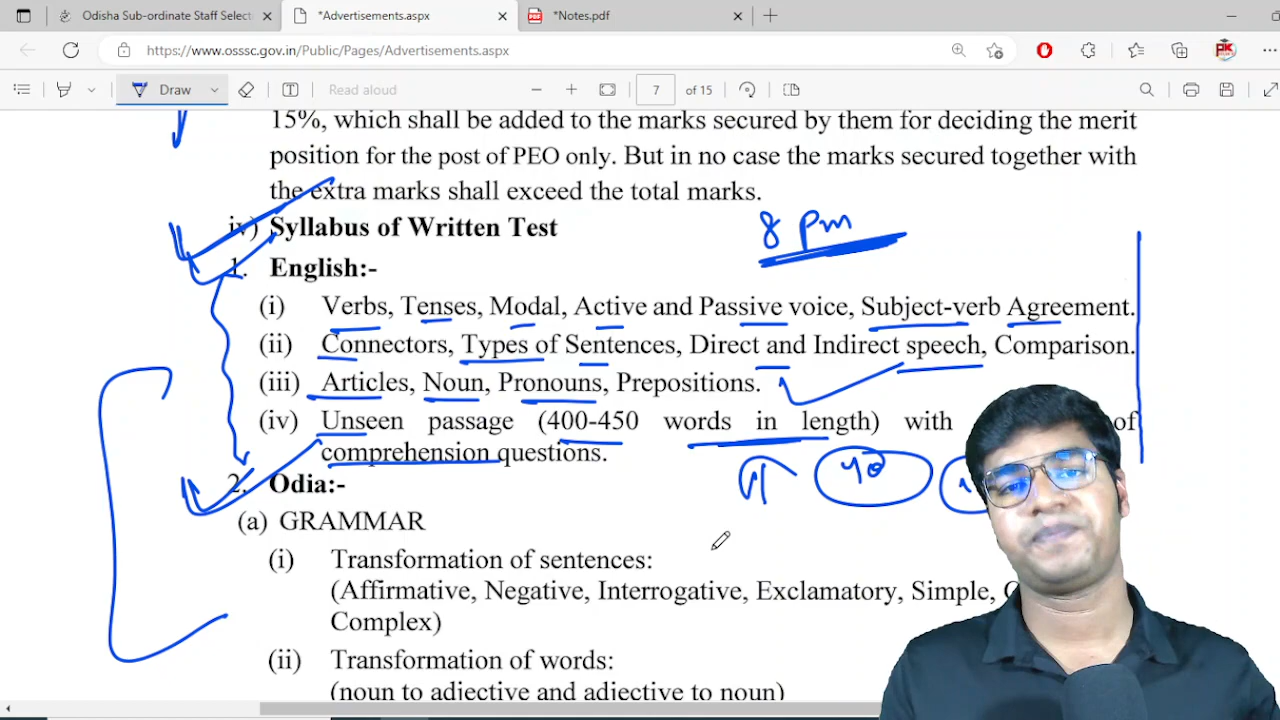 Odisha Sub-ordinate Staff Select
*Advertisements.aspx
*Notes.pdf
https://www.osssc.gov.in/Public/Pages/Advertisements.aspx
Draw
Read aloud
7 of 15
15%, which shall be added to the marks secured by them for deciding the merit
position for the post of PEO only. But in no case the marks secured together with
the extra marks shall exceed the total marks.
iv) Syllabus of Written Test
8 pm
1. English:-
(i) Verbs, Tenses, Modal, Active and Passive voice, Subject-verb Agreement.
(ii) Connectors, Types of Sentences, Direct and Indirect speech, Comparison.
(iii) Articles, Noun, Pronouns, Prepositions.
(iv) Unseen passage (400-450 words in length) with of
comprehension questions.
2. Odia:-
(a) GRAMMAR
(i) Transformation of sentences:
(Affirmative, Negative, Interrogative, Exclamatory, Simple,
Complex)
(ii) Transformation of words:
(noun to adjective and adjective to noun)